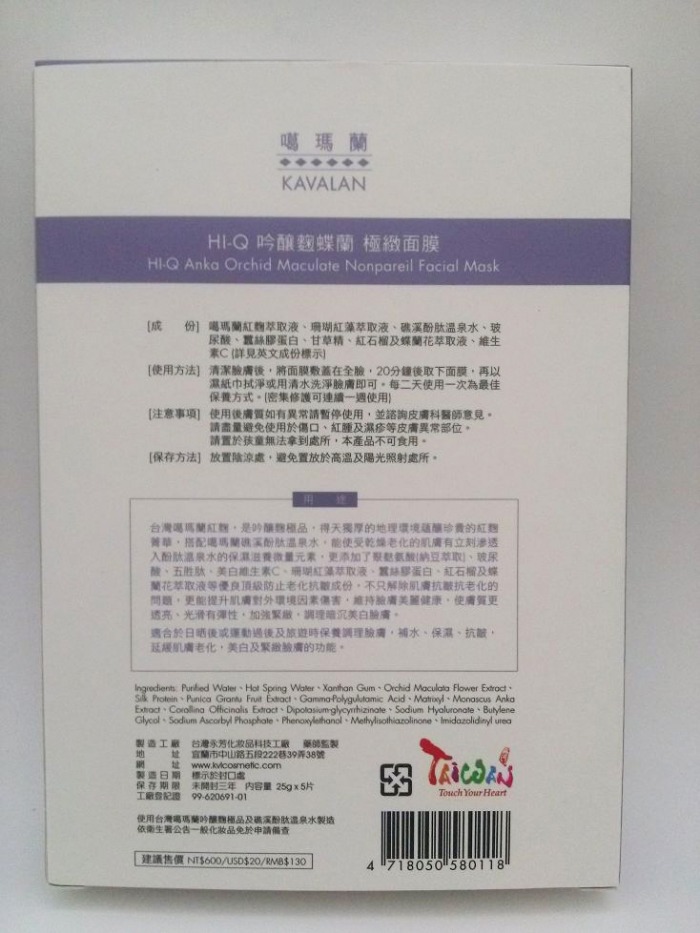 噶瑪蘭
KAVALAN
HI-Q 吟釀麴蝶蘭 極緻面膜
HI-Q Anka Orchid Maculate Nonpareil Facial Mask
[成 份] 噶瑪蘭紅麴萃取液、珊瑚紅藻萃取液、礁溪酚肽溫泉水、玻
尿酸、蠶絲膠蛋白、甘草精、紅石榴及蝶蘭花萃取液、維生
素C (詳見英文成份標示)
[使用方法] 清潔臉膚後，將面膜敷蓋在全臉，20分鐘後取下面膜，再以
濕紙巾拭淨或用清水洗淨臉膚即可。每二天使用一次為最佳
保養方式。(密集修護可連續一週使用)
[注意事項] 使用後膚質如有異常請暫停使用，並諮詢皮膚科醫師意見。
請盡量避免使用於傷口、紅腫及濕疹等皮膚異常部位。
請置於孩童無法拿到處所，本產品不可食用。
[保存方法] 放置陰涼處，避免置放於高溫及陽光照射處所。
用 途
台灣噶瑪蘭紅麴，是吟釀麴極品，得天獨厚的地理環境蘊釀珍貴的紅麴
菁華，搭配噶瑪蘭礁溪酚肽溫泉水，能使受乾燥老化的肌膚有立刻滲透
入酚肽溫泉水的保濕滋養微量元素，更添加了聚麩氨酸(納豆萃取)、玻尿
酸、五胜肽、美白維生素C、珊瑚紅藻萃取液、蠶絲膠蛋白、紅石榴及蝶
蘭花萃取液等優良頂級防止老化抗皺成份，不只解除肌膚抗皺抗老化的
問題，更能提升肌膚對外環境因素傷害，維持臉膚美麗健康，使膚質更
透亮、光滑有彈性，加強緊緻，調理暗沉美白臉膚。
適合於日晒後或運動過後及旅遊時保養調理臉膚，補水、保濕、抗皺，
延緩肌膚老化，美白及緊緻臉膚的功能。
Ingredients: Purified Water、Hot Spring Water、Xanthan Gum、Orchid Maculata Flower Extract、
Silk Protein、Punica Grantu Fruit Extract、Gamma-Polygulutamic Acid、Matrixyl、Monascus Anka
Extract、Corallina Officinalis Extract、Dipotasium-glycyrrhizinate、Sodium Hyaluronate、Butylene
Glycol、Sodium Ascorbyl Phosphate、Phenoxylethanol、Methylisothiazolinone、Imidazolidinyl urea
製造工廠 台灣永芳化妝品科技工廠 藥師監製
地 址 宜蘭市中山路五段222巷39弄38號
網 址 www.kvlcosmetic.com
製造日期 標示於封口處
保存期限 未開封三年 內容量 25g x 5片
工廠登記證 99-620691-01
使用台灣噶瑪蘭吟釀麴極品及礁溪酚肽溫泉水製造
依衛生署公告一般化妝品免於申請備查
建議售價 NT$600/USD$20/RMB$130
TAIWAN
Touch Your Heart
4 718050 580118